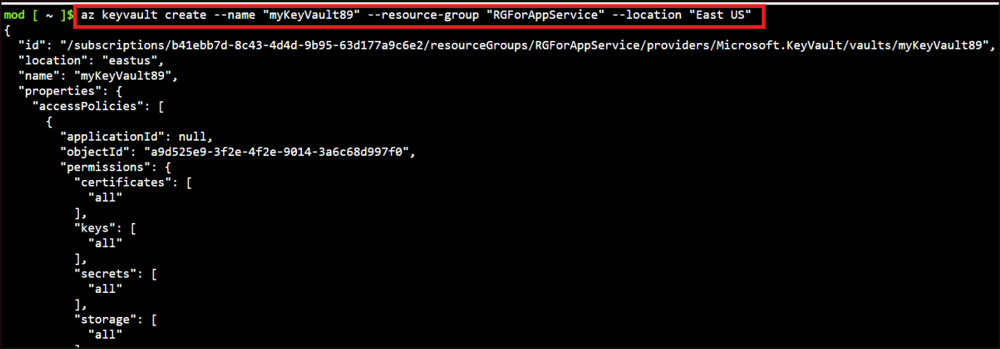 mod [ ~ ]$ az keyvault create --name "myKeyVault89" --resource-group "RGForAppService" --location "East US"
{
  "id": "/subscriptions/b41ebb7d-8c43-4d4d-9b95-63d177a9c6e2/resourceGroups/RGForAppService/providers/Microsoft.KeyVault/vaults/myKeyVault89",
  "location": "eastus",
  "name": "myKeyVault89",
  "properties": {
    "accessPolicies": [
      {
        "applicationId": null,
        "objectId": "a9d525e9-3f2e-4f2e-9014-3a6c68d997f0",
        "permissions": {
          "certificates": [
            "all"
          ],
          "keys": [
            "all"
          ],
          "secrets": [
            "all"
          ],
          "storage": [
            "all"
          ]